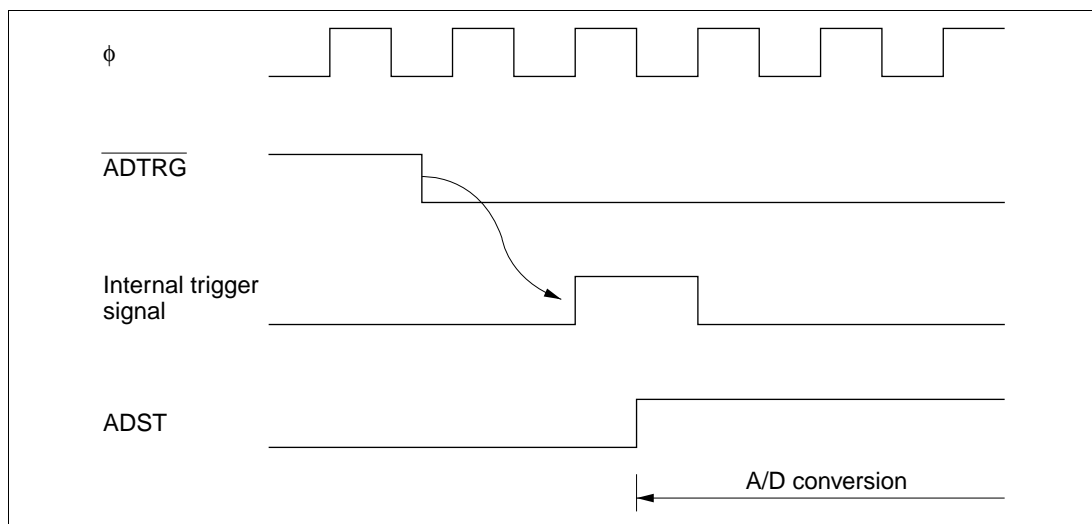 ϕ
ADTRG
Internal trigger
signal
ADST
A/D conversion